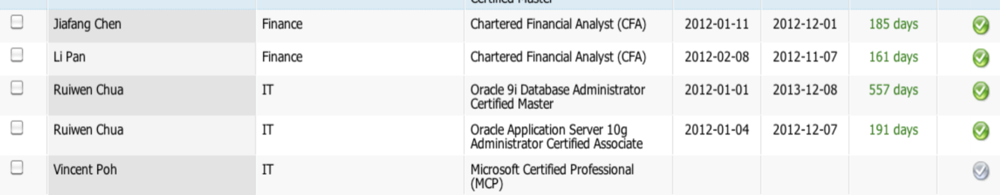 Certified Master
Jiafang Chen Finance Chartered Financial Analyst (CFA) 2012-01-11 2012-12-01 185 days
Li Pan Finance Chartered Financial Analyst (CFA) 2012-02-08 2012-11-07 161 days
Ruiwen Chua IT Oracle 9i Database Administrator 2012-01-01 2013-12-08 557 days
Certified Master
Ruiwen Chua IT Oracle Application Server 10g 2012-01-04 2012-12-07 191 days
Administrator Certified Associate
Vincent Poh IT Microsoft Certified Professional
(MCP)